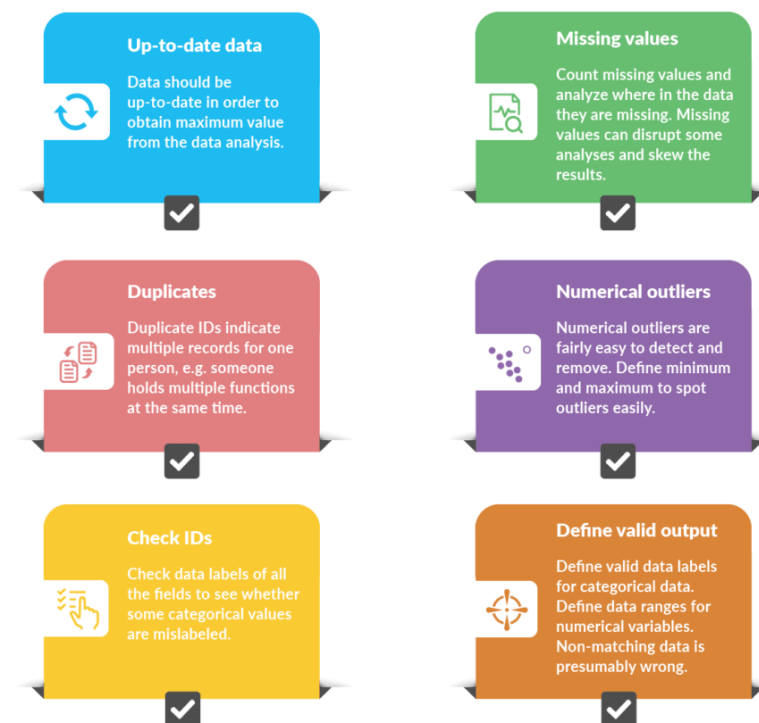 Up-to-date data
Data should be
up-to-date in order to
obtain maximum value
from the data analysis.
Missing values
Count missing values and
analyze where in the data
they are missing. Missing
values can disrupt some
analyses and skew the
results.
Duplicates
Duplicate IDs indicate
multiple records for one
person, e.g. someone
holds multiple functions
at the same time.
Numerical outliers
Numerical outliers are
fairly easy to detect and
remove. Define minimum
and maximum to spot
outliers easily.
Check IDs
Check data labels of all
the fields to see whether
some categorical values
are mislabeled.
Define valid output
Define valid data labels
for categorical data.
Define data ranges for
numerical variables.
Non-matching data is
presumably wrong.